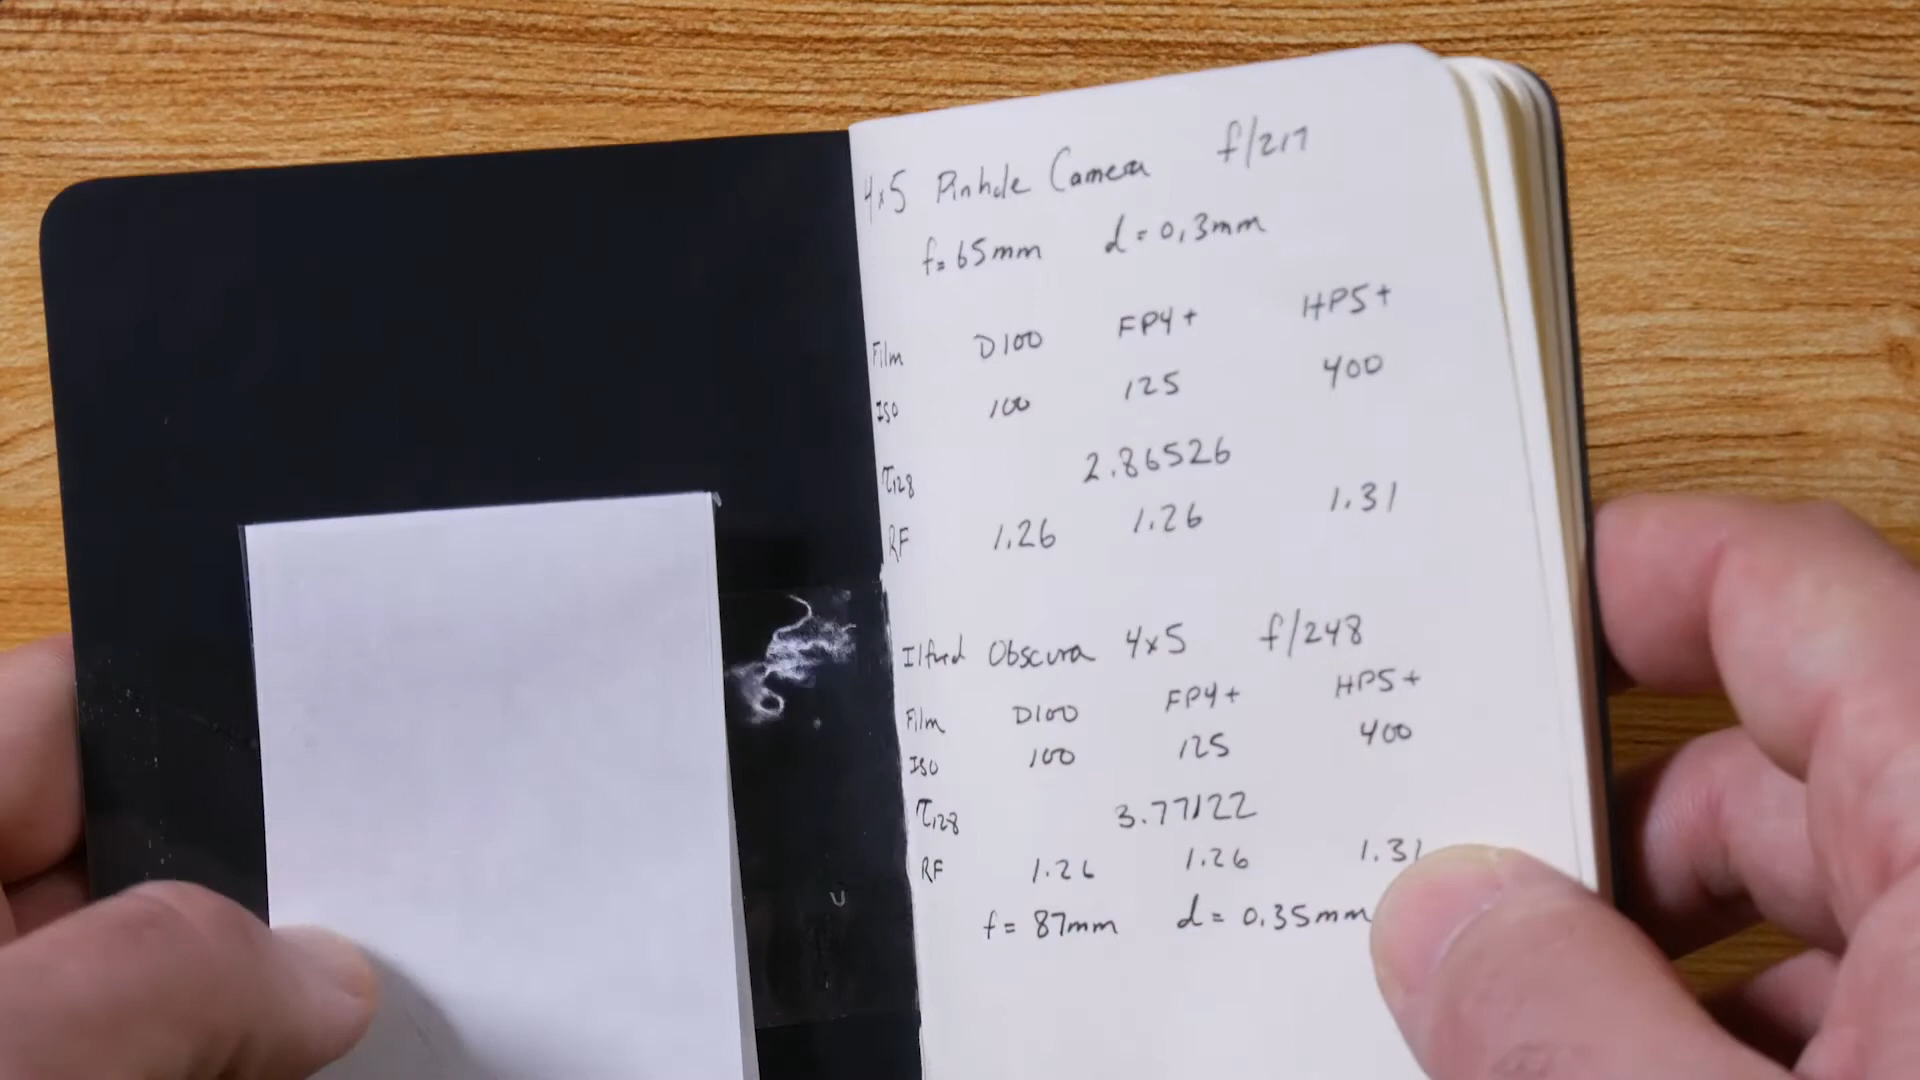 4x5 Pinhole Camera f/217
f=65mm d=0,3mm
Film D100 FP4+ HP5+
ISO 100 125 400
τ128 2.86526
RF 1.26 1.26 1.31
Ilford Obscura 4x5 f/248
Film D100 FP4+ HP5+
ISO 100 125 400
τ128 3.77122
RF 1.26 1.26 1.31
f= 87mm d= 0.35mm